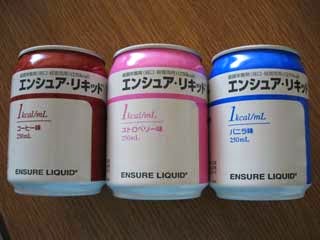 エンシュア・リキッド
1kcal/mL
コーヒー味
250mL
ENSURE LIQUID®
エンシュア・リキッド
1kcal/mL
ストロベリー味
250mL
ENSURE LIQUID®
エンシュア・リキッド
1kcal/mL
バニラ味
250mL
ENSURE LIQUID®